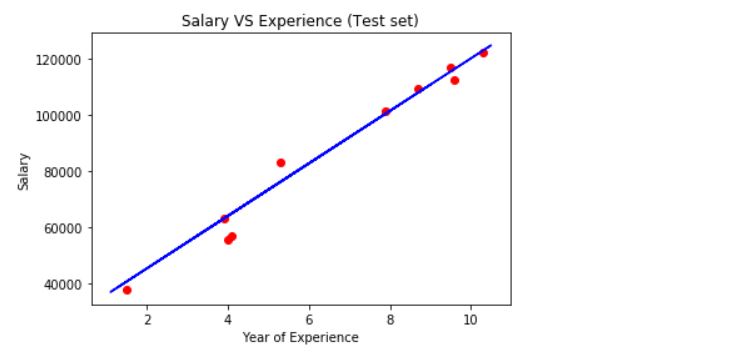 Salary VS Experience (Test set)
120000
100000
80000
60000
40000
Salary
2 4 6 8 10
Year of Experience